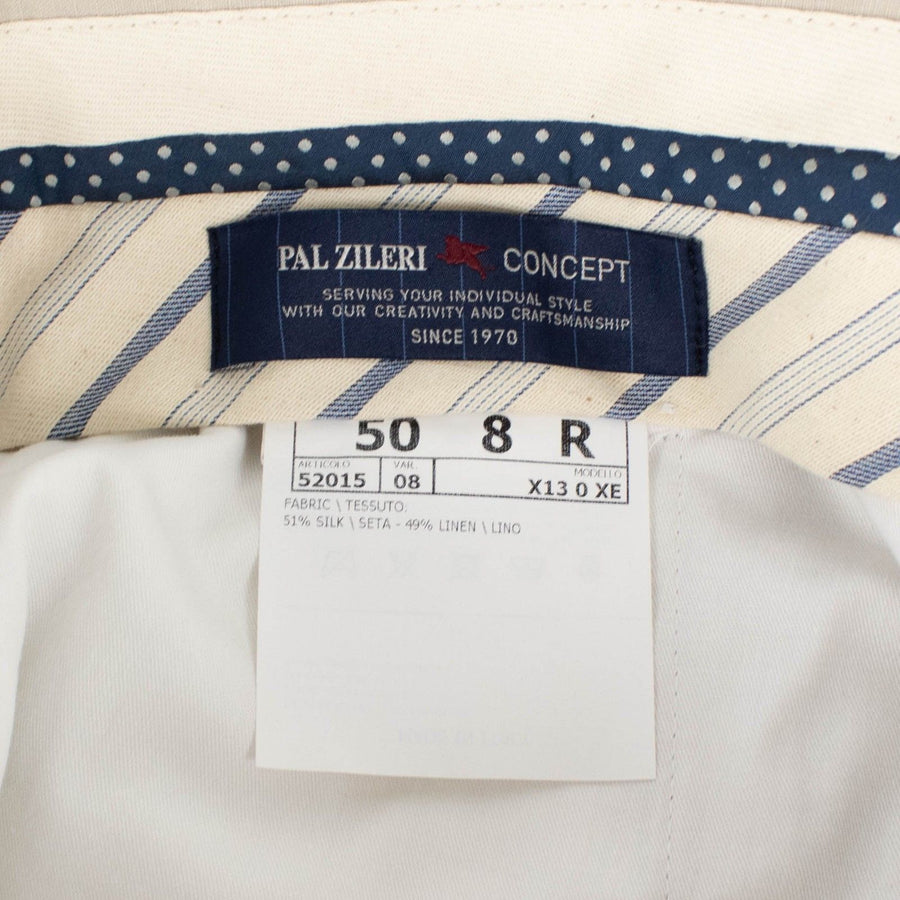 PAL ZILERI CONCEPT
SERVING YOUR INDIVIDUAL STYLE
WITH OUR CREATIVITY AND CRAFTSMANSHIP
SINCE 1970
50 8 R
ARTICOLO VAR. MODELLO
52015 08 X13 0 XE
FABRIC \ TESSUTO:
51% SILK \ SETA - 49% LINEN \ LINO